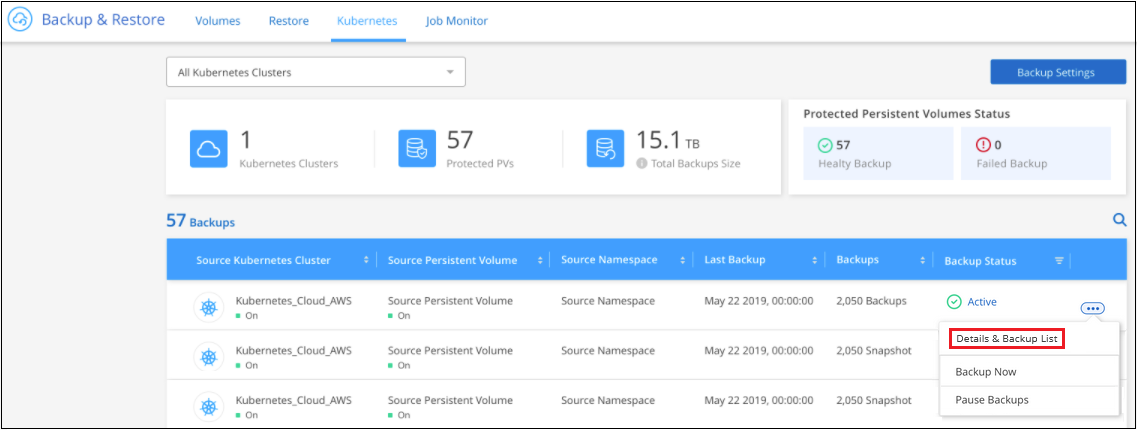 Backup & Restore Volumes Restore Kubernetes Job Monitor
All Kubernetes Clusters Backup Settings
Protected Persistent Volumes Status
1 57 15.1 TB 57 0
Kubernetes Clusters Protected PVs Total Backups Size Healty Backup Failed Backup
57 Backups
Source Kubernetes Cluster Source Persistent Volume Source Namespace Last Backup Backups Backup Status
Kubernetes_Cloud_AWS Source Persistent Volume Source Namespace May 22 2019, 00:00:00 2,050 Backups Active
On On
Details & Backup List
Kubernetes_Cloud_AWS Source Persistent Volume Source Namespace May 22 2019, 00:00:00 2,050 Snapshot
On On
Backup Now
Kubernetes_Cloud_AWS Source Persistent Volume Source Namespace May 22 2019, 00:00:00 2,050 Snapshot
On On
Pause Backups